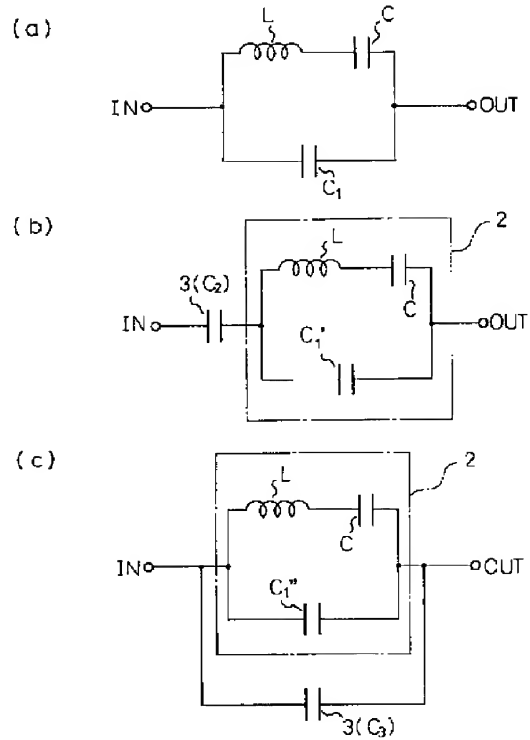 (a)
L
C
IN
OUT
C₁
(b)
2
L
3(C₂)
C
IN
OUT
C₁'
(c)
2
L
C
IN
CUT
C₁"
3(C₃)